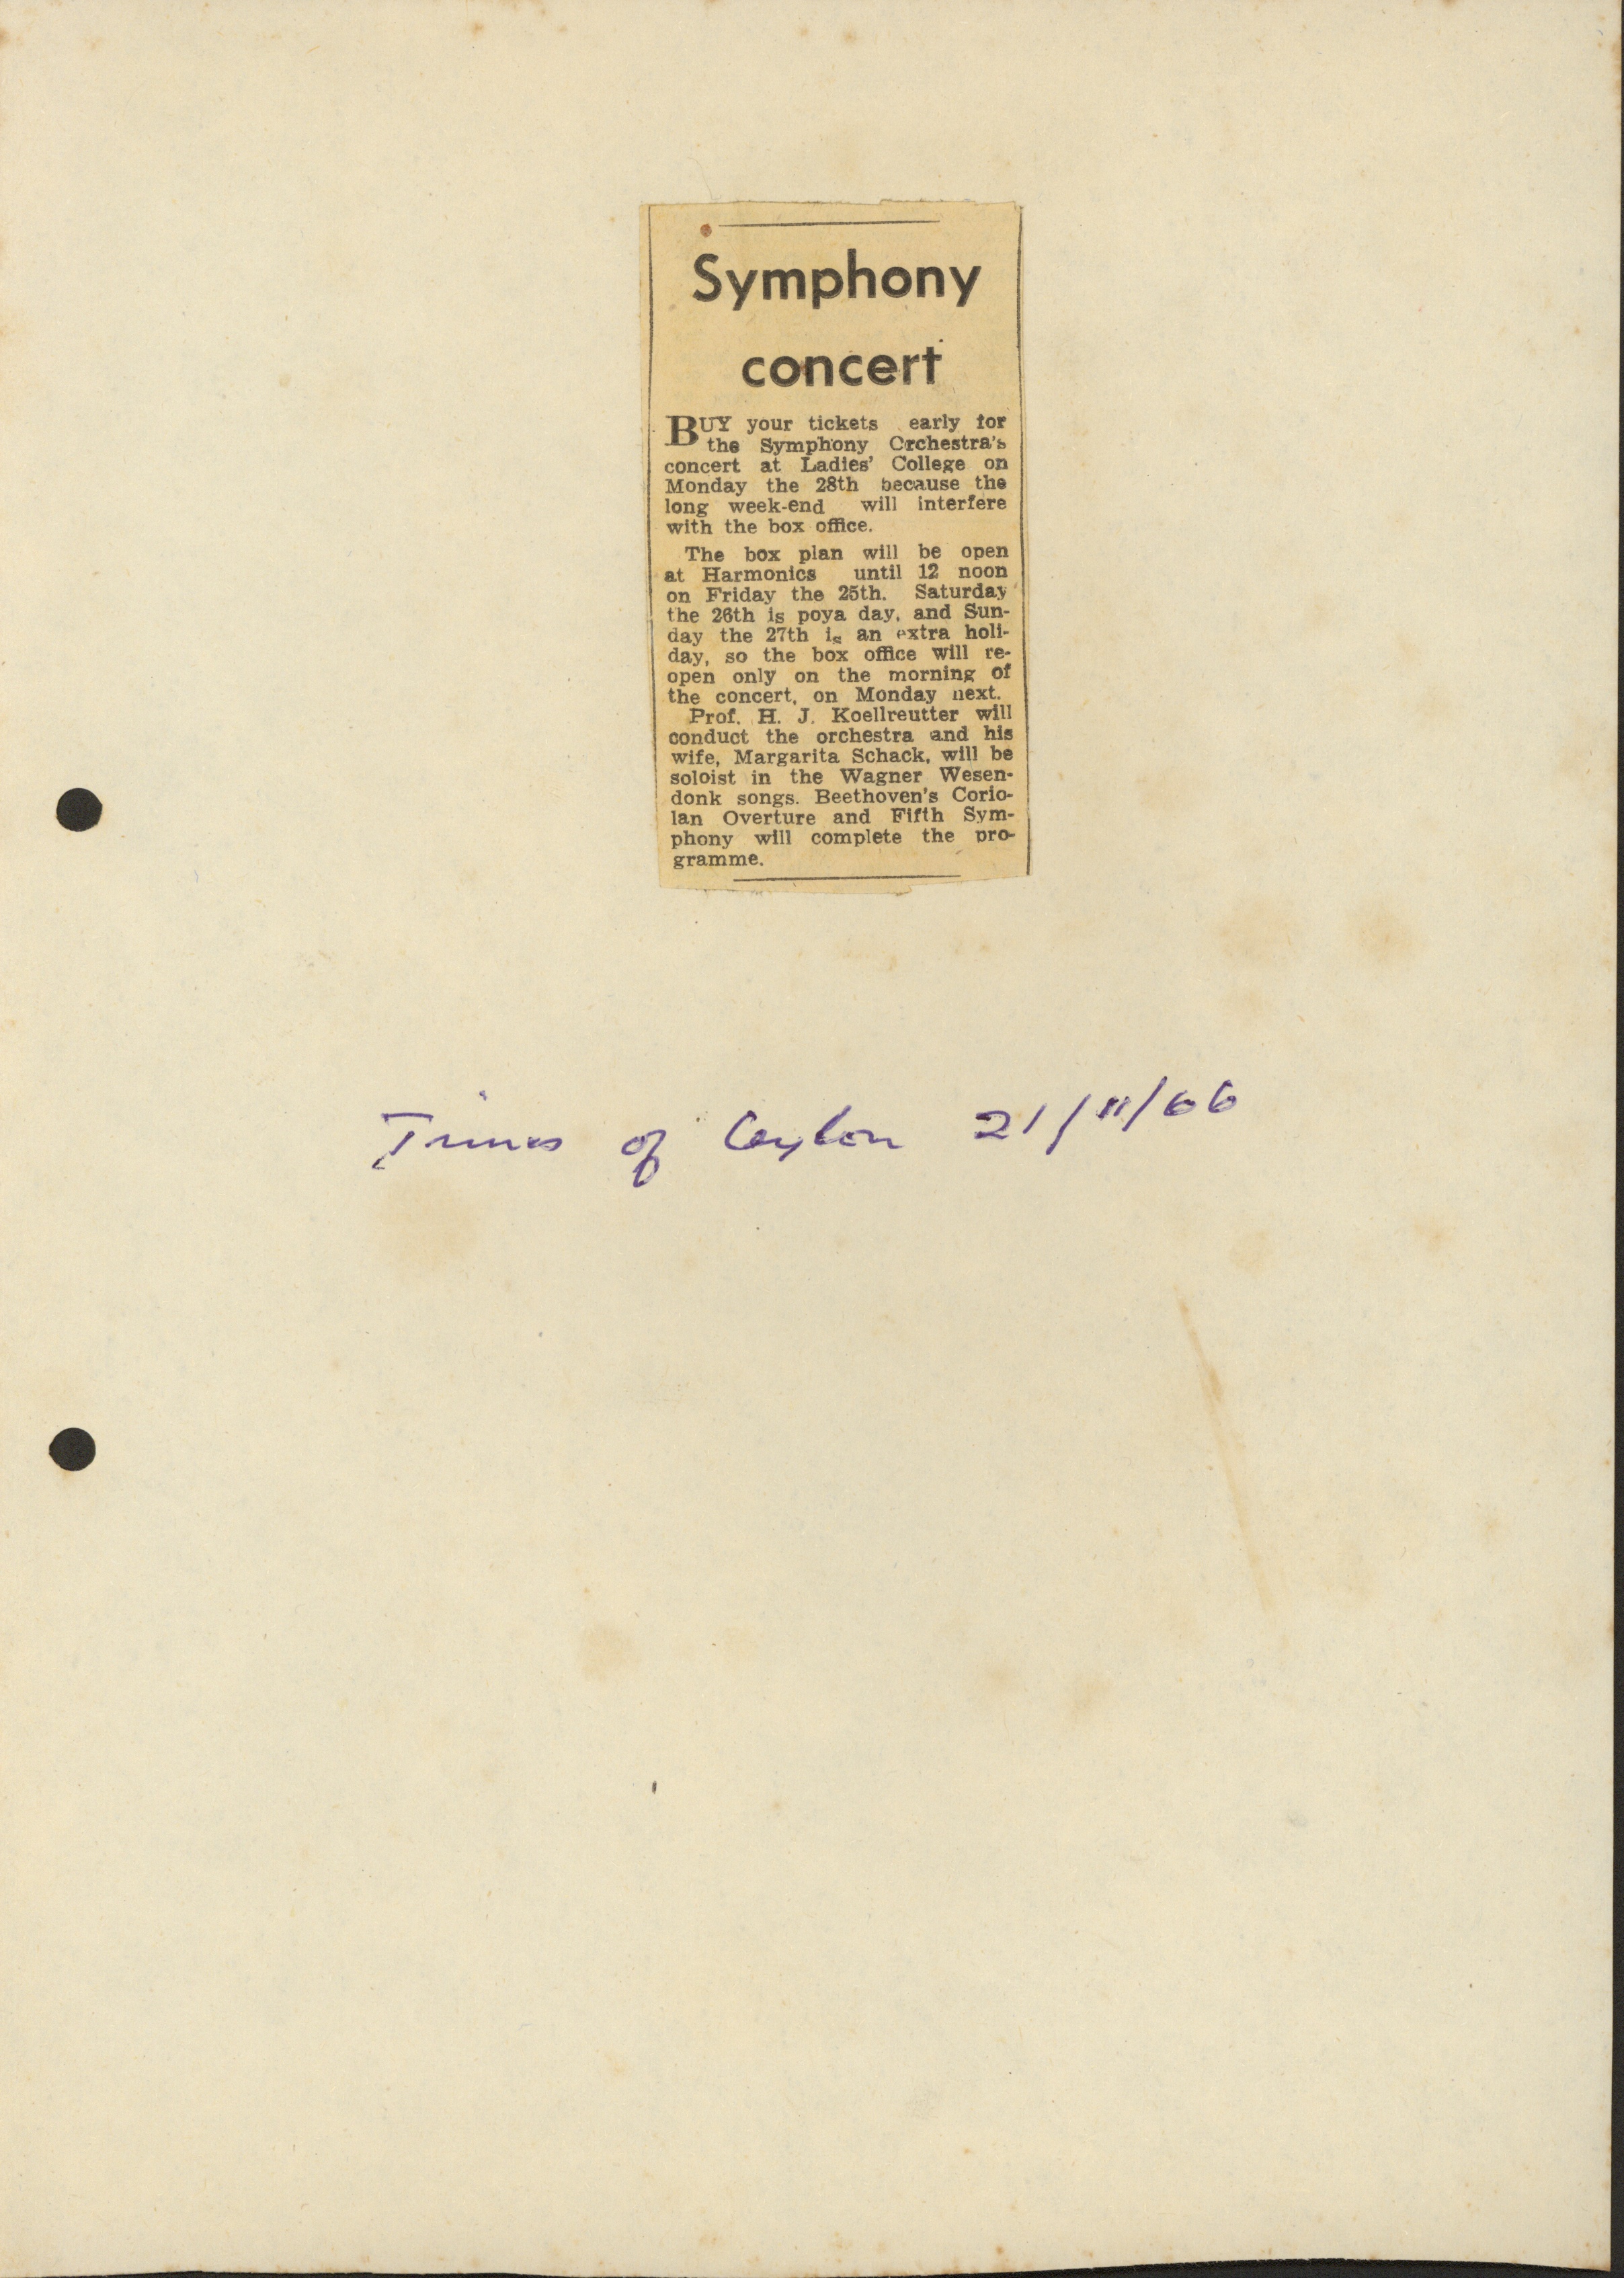 Symphony
concert
BUY your tickets early for
the Symphony Orchestra's
concert at Ladies' College on
Monday the 28th because the
long week-end will interfere
with the box office.
The box plan will be open
at Harmonics until 12 noon
on Friday the 25th. Saturday
the 26th is poya day, and Sun-
day the 27th is an extra holi-
day, so the box office will re-
open only on the morning of
the concert, on Monday next.
Prof. H. J. Koellreutter will
conduct the orchestra and his
wife, Margarita Schack, will be
soloist in the Wagner Wesen-
donk songs. Beethoven's Corio-
lan Overture and Fifth Sym-
phony will complete the pro-
gramme.
Times of Ceylon 21/11/66